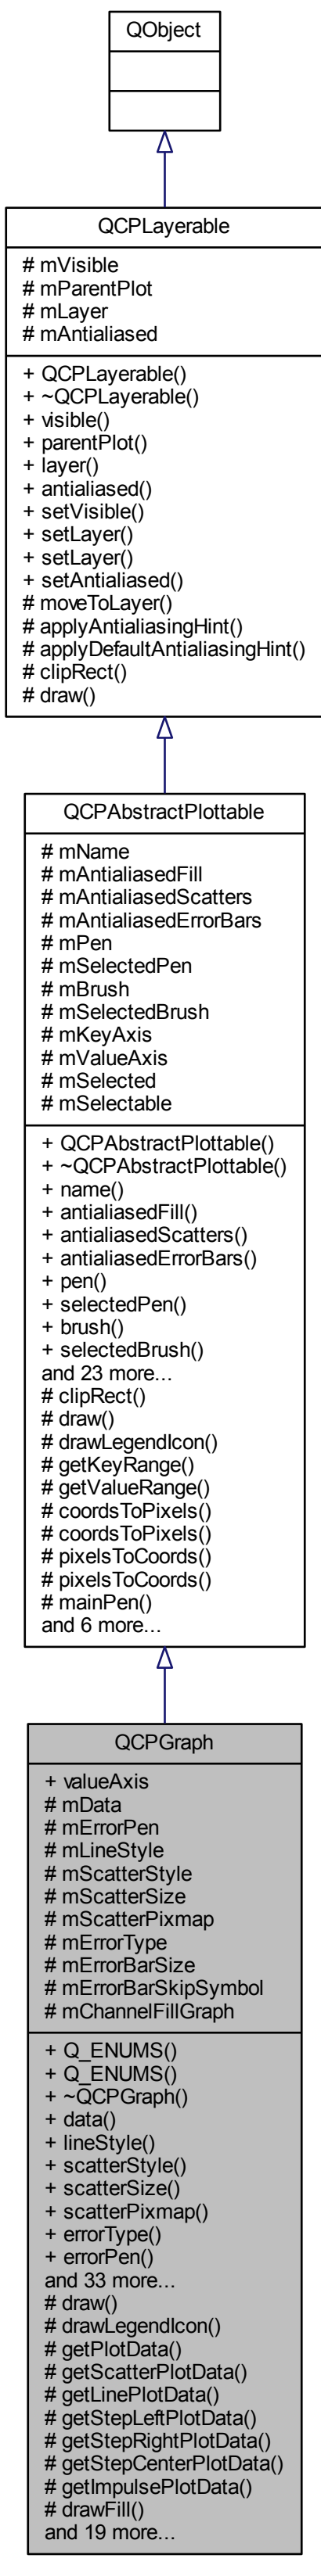 QObject
QCPLayerable
# mVisible
# mParentPlot
# mLayer
# mAntialiased
+ QCPLayerable()
+ ~QCPLayerable()
+ visible()
+ parentPlot()
+ layer()
+ antialiased()
+ setVisible()
+ setLayer()
+ setLayer()
+ setAntialiased()
# moveToLayer()
# applyAntialiasingHint()
# applyDefaultAntialiasingHint()
# clipRect()
# draw()
QCPAbstractPlottable
# mName
# mAntialiasedFill
# mAntialiasedScatters
# mAntialiasedErrorBars
# mPen
# mSelectedPen
# mBrush
# mSelectedBrush
# mKeyAxis
# mValueAxis
# mSelected
# mSelectable
+ QCPAbstractPlottable()
+ ~QCPAbstractPlottable()
+ name()
+ antialiasedFill()
+ antialiasedScatters()
+ antialiasedErrorBars()
+ pen()
+ selectedPen()
+ brush()
+ selectedBrush()
and 23 more...
# clipRect()
# draw()
# drawLegendIcon()
# getKeyRange()
# getValueRange()
# coordsToPixels()
# coordsToPixels()
# pixelsToCoords()
# pixelsToCoords()
# mainPen()
and 6 more...
QCPGraph
+ valueAxis
# mData
# mErrorPen
# mLineStyle
# mScatterStyle
# mScatterSize
# mScatterPixmap
# mErrorType
# mErrorBarSize
# mErrorBarSkipSymbol
# mChannelFillGraph
+ Q_ENUMS()
+ Q_ENUMS()
+ ~QCPGraph()
+ data()
+ lineStyle()
+ scatterStyle()
+ scatterSize()
+ scatterPixmap()
+ errorType()
+ errorPen()
and 33 more...
# draw()
# drawLegendIcon()
# getPlotData()
# getScatterPlotData()
# getLinePlotData()
# getStepLeftPlotData()
# getStepRightPlotData()
# getStepCenterPlotData()
# getImpulsePlotData()
# drawFill()
and 19 more...